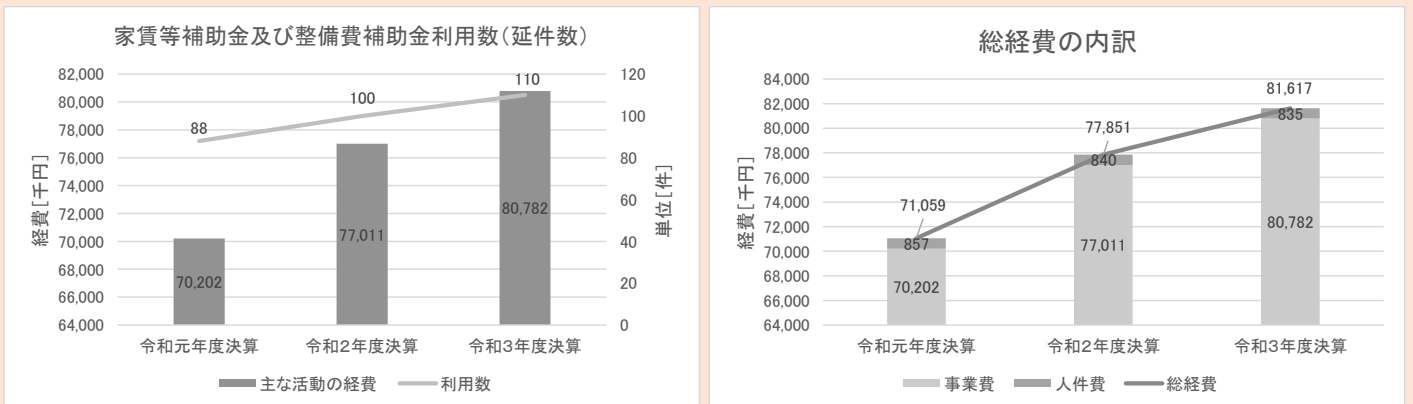 家賃等補助金及び整備費補助金利用数(延件数)
82,000
80,000
78,000
76,000
74,000
72,000
70,000
68,000
66,000
64,000
経費[千円]
120
100
80
60
40
20
0
単位[件]
88
100
110
70,202
77,011
80,782
令和元年度決算
令和2年度決算
令和3年度決算
主な活動の経費
利用数
総経費の内訳
84,000
82,000
80,000
78,000
76,000
74,000
72,000
70,000
68,000
66,000
64,000
経費[千円]
71,059
77,851
81,617
857
840
835
70,202
77,011
80,782
令和元年度決算
令和2年度決算
令和3年度決算
事業費
人件費
総経費